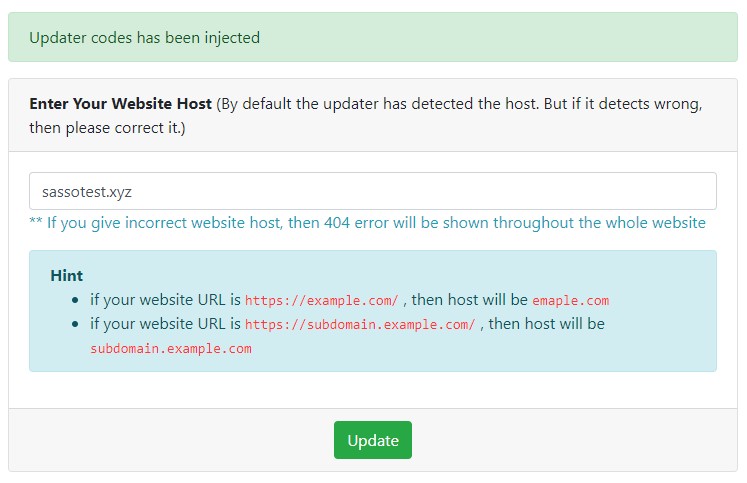 Updater codes has been injected
Enter Your Website Host (By default the updater has detected the host. But if it detects wrong,
then please correct it.)
sassotest.xyz
** If you give incorrect website host, then 404 error will be shown throughout the whole website
Hint
• if your website URL is https://example.com/ , then host will be emaple.com
• if your website URL is https://subdomain.example.com/ , then host will be
subdomain.example.com
Update